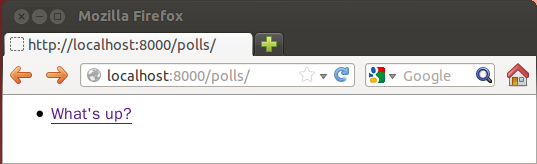 Mozilla Firefox
http://localhost:8000/polls/
localhost:8000/polls/
Google
What's up?